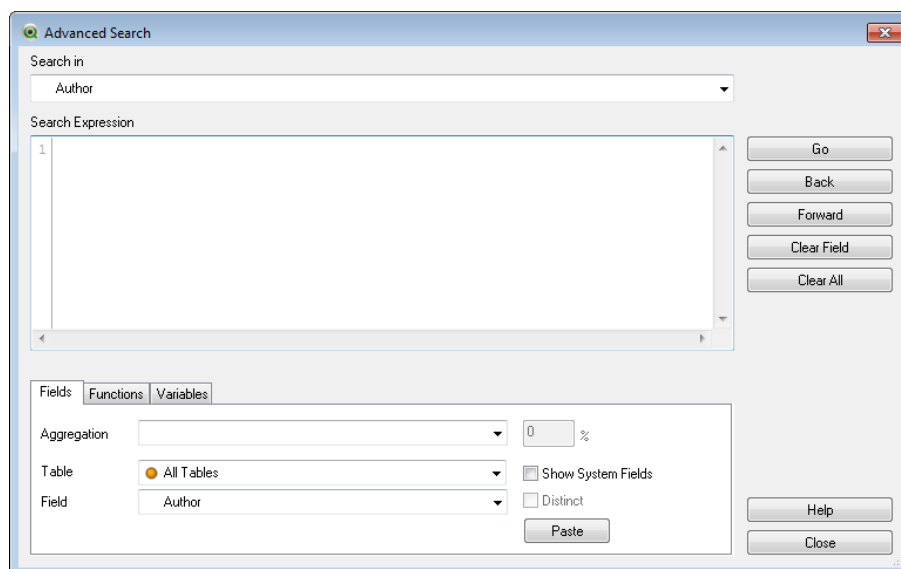 Advanced Search
Search in
Author
Search Expression
1
Go
Back
Forward
Clear Field
Clear All
Fields Functions Variables
Aggregation 0 %
Table All Tables Show System Fields
Field Author Distinct
Paste
Help
Close